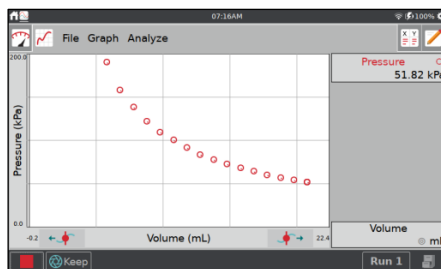 07:16AM
100%
X Y
File Graph Analyze
Pressure
51.82 kPa
200.0
Pressure (kPa)
0.0
-0.2
Volume (mL)
22.4
Volume
mL
Keep
Run 1